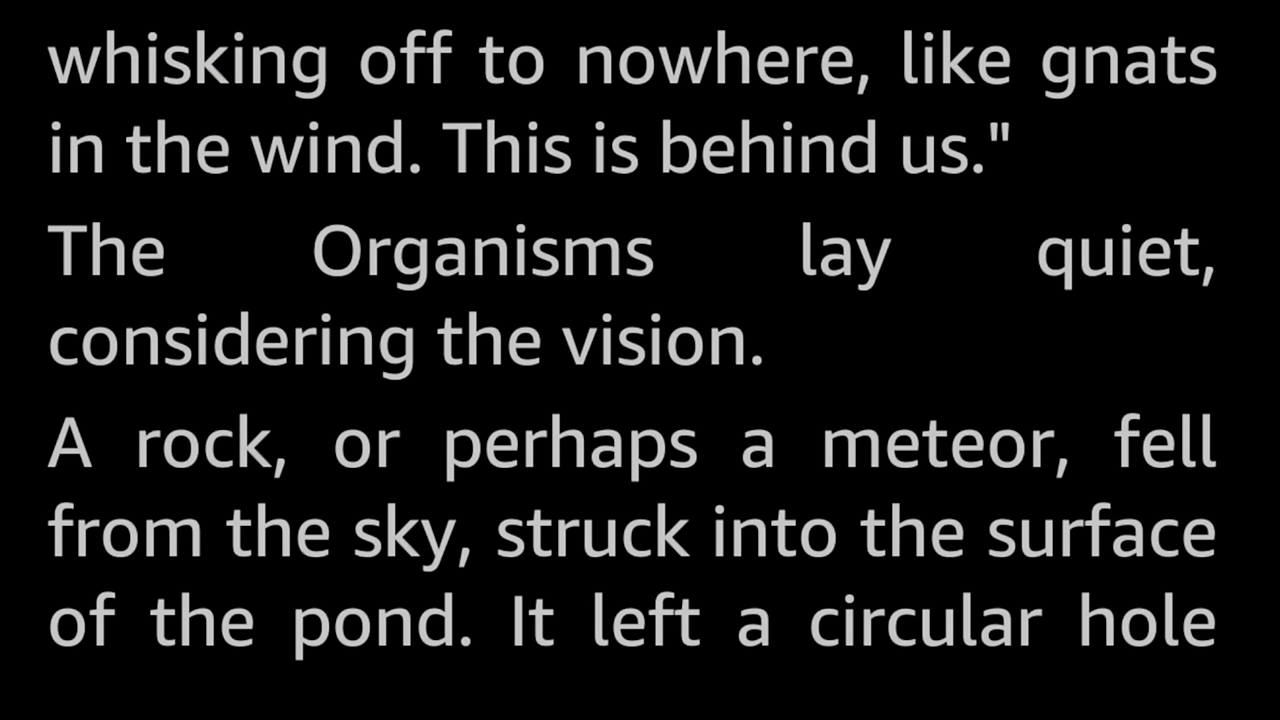 whisking off to nowhere, like gnats
in the wind. This is behind us."
The Organisms lay quiet,
considering the vision.
A rock, or perhaps a meteor, fell
from the sky, struck into the surface
of the pond. It left a circular hole